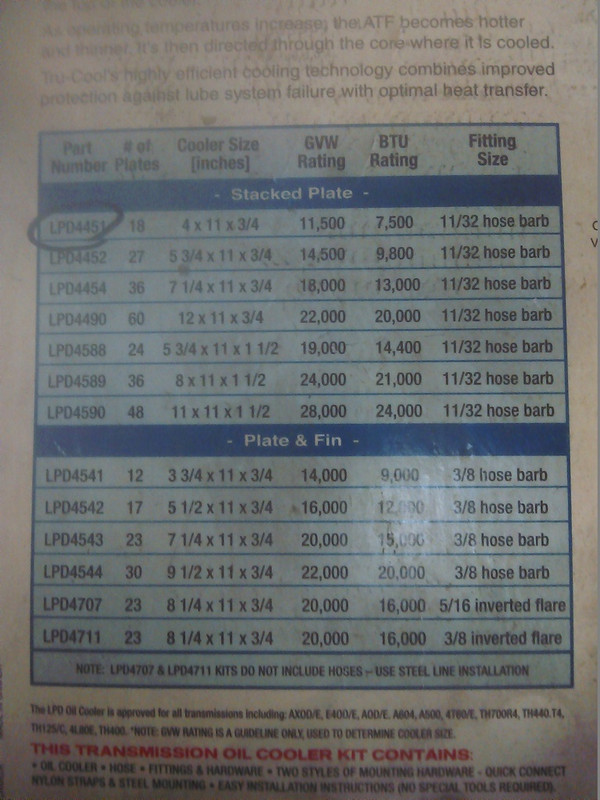 As operating temperatures increase, the ATF becomes hotter
and thinner. It's then directed through the core where it is cooled.
Tru-Cool's highly efficient cooling technology combines improved
protection against lube system failure with optimal heat transfer.
Part Number # of Plates Cooler Size [inches] GVW Rating BTU Rating Fitting Size
- Stacked Plate -
LPD4451 18 4 x 11 x 3/4 11,500 7,500 11/32 hose barb
LPD4452 27 5 3/4 x 11 x 3/4 14,500 9,800 11/32 hose barb
LPD4454 36 7 1/4 x 11 x 3/4 18,000 13,000 11/32 hose barb
LPD4490 60 12 x 11 x 3/4 22,000 20,000 11/32 hose barb
LPD4588 24 5 3/4 x 11 x 1 1/2 19,000 14,400 11/32 hose barb
LPD4589 36 8 x 11 x 1 1/2 24,000 21,000 11/32 hose barb
LPD4590 48 11 x 11 x 1 1/2 28,000 24,000 11/32 hose barb
- Plate & Fin -
LPD4541 12 3 3/4 x 11 x 3/4 14,000 9,000 3/8 hose barb
LPD4542 17 5 1/2 x 11 x 3/4 16,000 3/8 hose barb
LPD4543 23 7 1/4 x 11 x 3/4 20,000 15,000 3/8 hose barb
LPD4544 30 9 1/2 x 11 x 3/4 22,000 20,000 3/8 hose barb
LPD4707 23 8 1/4 x 11 x 3/4 20,000 16,000 5/16 inverted flare
LPD4711 23 8 1/4 x 11 x 3/4 20,000 16,000 3/8 inverted flare
NOTE: LPD4707 & LPD4711 KITS DO NOT INCLUDE HOSES – USE STEEL LINE INSTALLATION
The LPD Oil Cooler is approved for all transmissions including: AXOD/E, E4OD/E, AOD/E, A604, A500, 4T60/E, TH700R4, TH440.T4,
TH125/C, 4L80E, TH400. *NOTE: GVW RATING IS A GUIDELINE ONLY, USED TO DETERMINE COOLER SIZE.
THIS TRANSMISSION OIL COOLER KIT CONTAINS:
• OIL COOLER • HOSE • FITTINGS & HARDWARE • TWO STYLES OF MOUNTING HARDWARE - QUICK CONNECT
NYLON STRAPS & STEEL MOUNTING • EASY INSTALLATION INSTRUCTIONS (NO SPECIAL TOOLS REQUIRED).